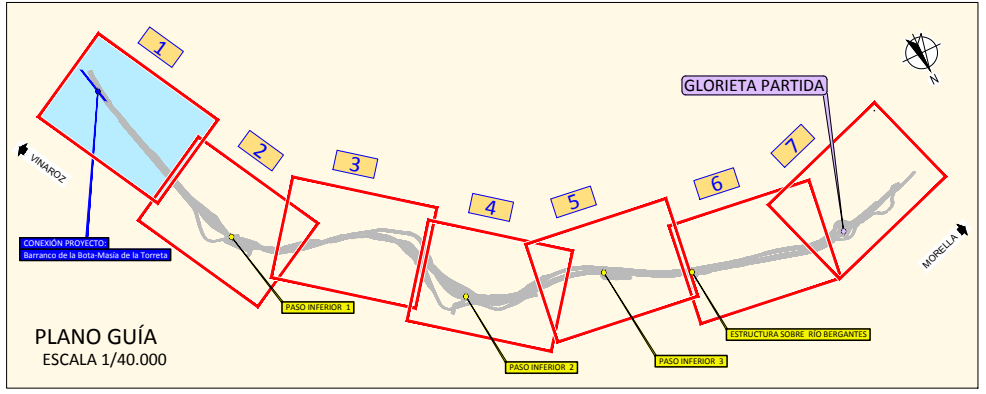 1
2
3
4
5
6
7
GLORIETA PARTIDA
N
VINAROZ
MORELLA
CONEXIÓN PROYECTO:
Barranco de la Bota-Masía de la Torreta
PASO INFERIOR 1
PASO INFERIOR 2
PASO INFERIOR 3
ESTRUCTURA SOBRE RÍO BERGANTES
PLANO GUÍA
ESCALA 1/40.000